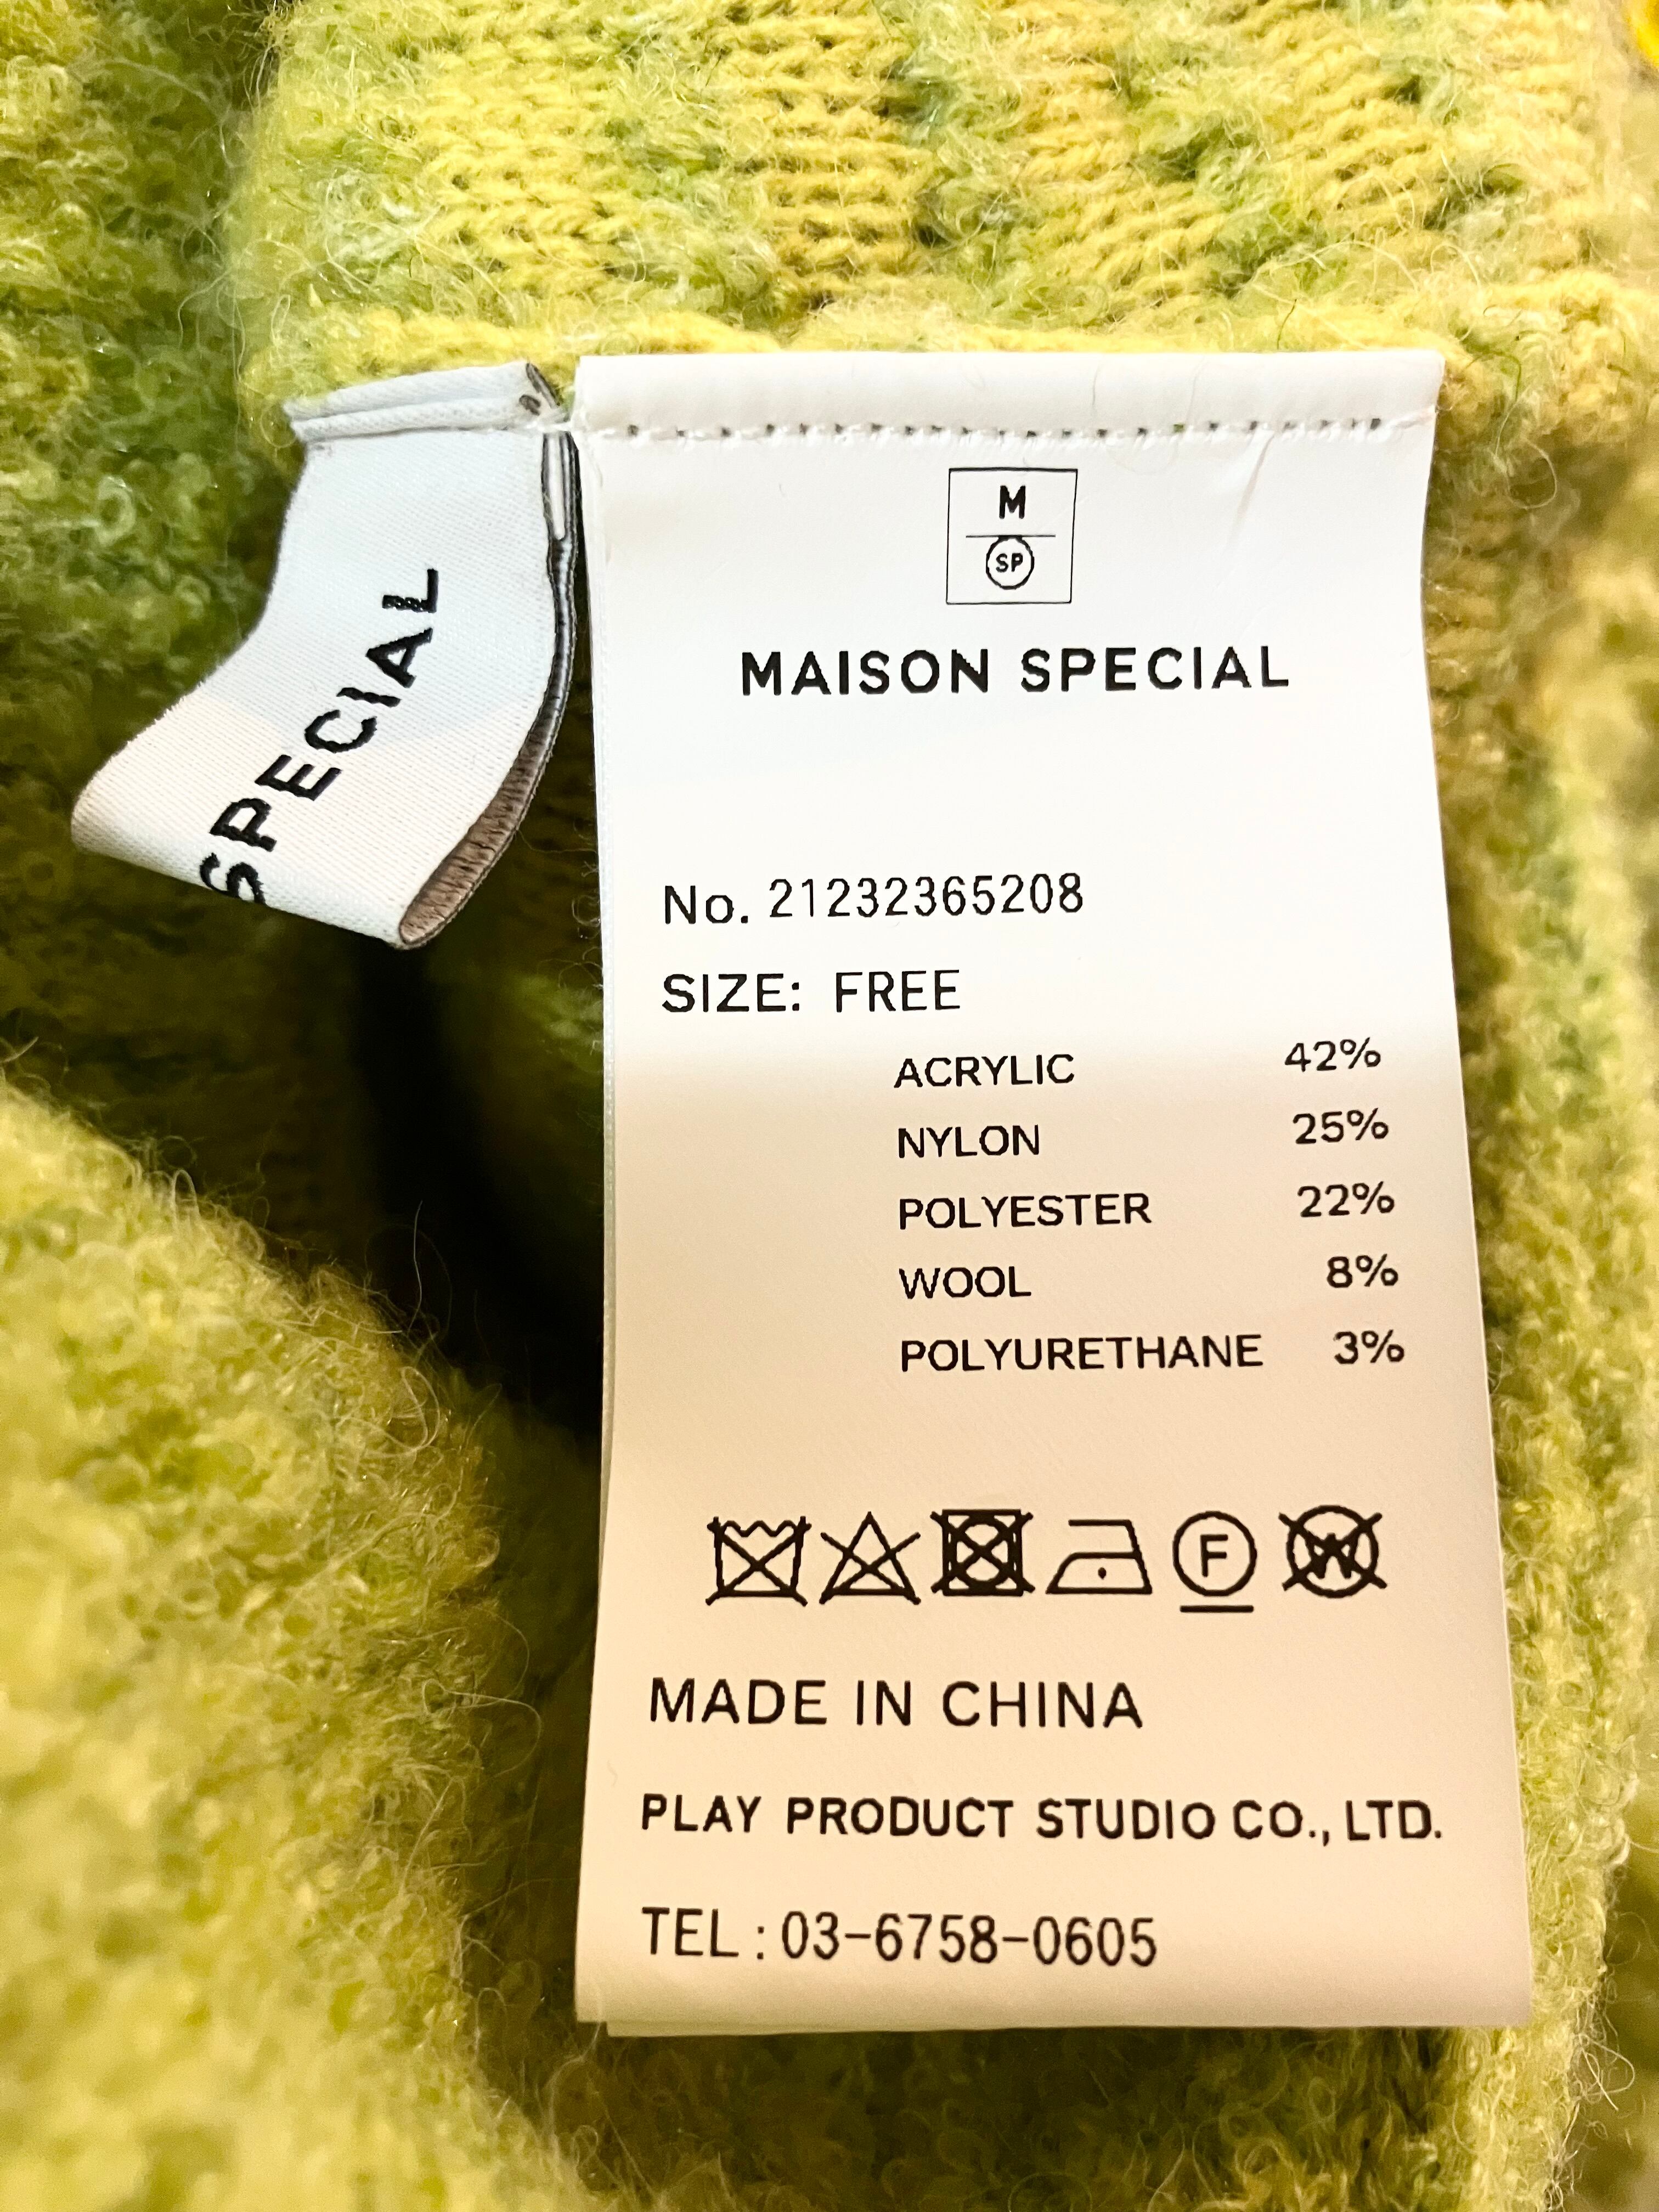 SPECIAL
M
SP
MAISON SPECIAL
No. 21232365208
SIZE: FREE
ACRYLIC 42%
NYLON 25%
POLYESTER 22%
WOOL 8%
POLYURETHANE 3%
F W
MADE IN CHINA
PLAY PRODUCT STUDIO CO., LTD.
TEL : 03-6758-0605